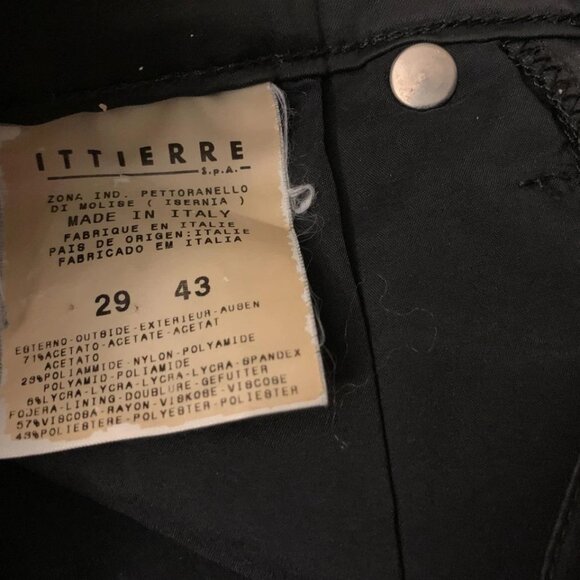 ITTIERRE
S.p.A.
ZONA IND. PETTORANELLO
DI MOLISE ( ISERNIA )
MADE IN ITALY
FABRIQUE EN ITALIE
PAIS DE ORIGEN:ITALIE
FABRICADO EM ITALIA
29 43
ESTERNO-OUTSIDE-EXTERIEUR-AUSEN
71%ACETATO-ACETATE-ACETAT
ACETATO
23%POLIAMMIDE-NYLON-POLYAMIDE
POLYAMID-POLIAMIDE
6%LYCRA-LYCRA-LYCRA-SPANDEX
FODERA-LINING-DOUBLURE-GEFUTTER
57%VISCOSA-RAYON-VISKOSE-VISCOSE
43%POLIESTERE-POLYESTER-POLIESTER